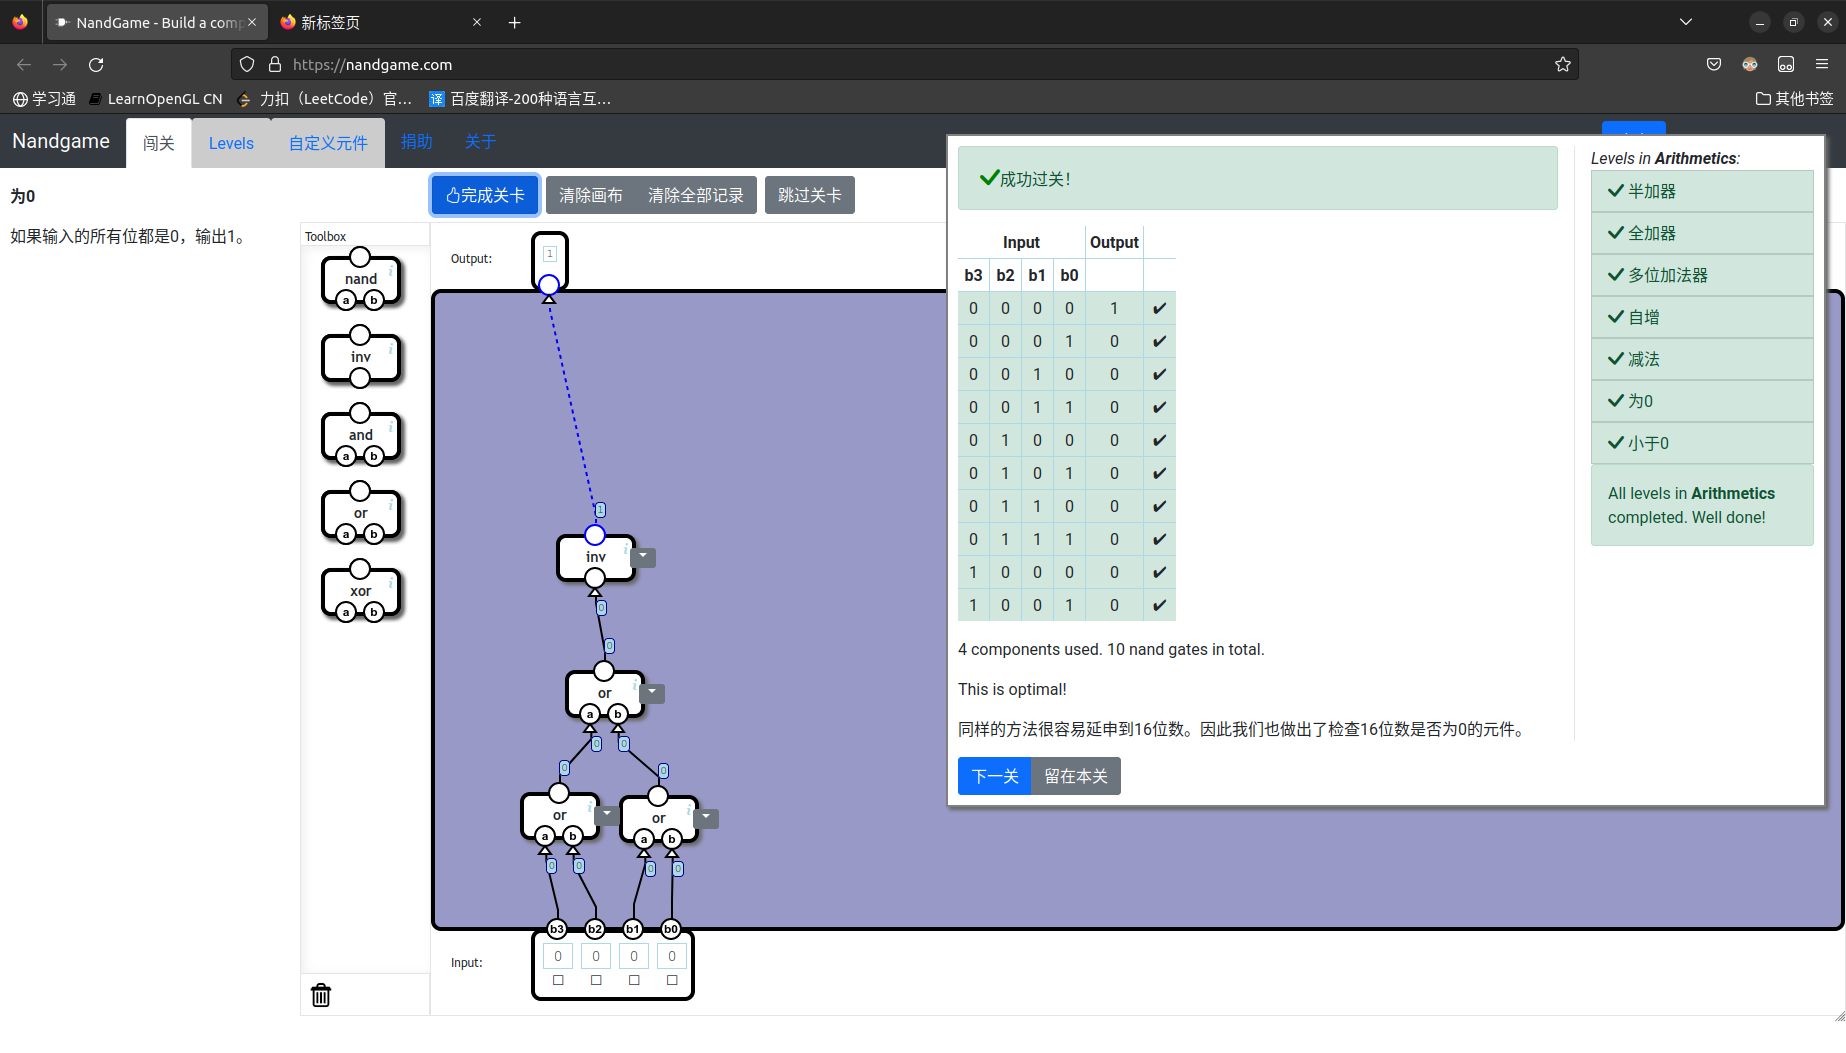 NandGame - Build a comp
新标签页
https://nandgame.com
学习通
LearnOpenGL CN
力扣（LeetCode）官...
译 百度翻译-200种语言互...
其他书签
Nandgame
闯关
Levels
自定义元件
捐助
关于
为0
如果输入的所有位都是0，输出1。
完成关卡
清除画布
清除全部记录
跳过关卡
Toolbox
nand
a b
inv
and
a b
or
a b
xor
a b
Output:
1
1
inv
0
0
or
a b
0 0
0 0
or
a b
or
a b
0 0 0 0
b3 b2 b1 b0
Input:
0 0 0 0
成功过关！
Input Output
b3 b2 b1 b0
0 0 0 0 1 ✔
0 0 0 1 0 ✔
0 0 1 0 0 ✔
0 0 1 1 0 ✔
0 1 0 0 0 ✔
0 1 0 1 0 ✔
0 1 1 0 0 ✔
0 1 1 1 0 ✔
1 0 0 0 0 ✔
1 0 0 1 0 ✔
4 components used. 10 nand gates in total.
This is optimal!
同样的方法很容易延申到16位数。因此我们也做出了检查16位数是否为0的元件。
下一关
留在本关
Levels in Arithmetics:
半加器
全加器
多位加法器
自增
减法
为0
小于0
All levels in Arithmetics
completed. Well done!